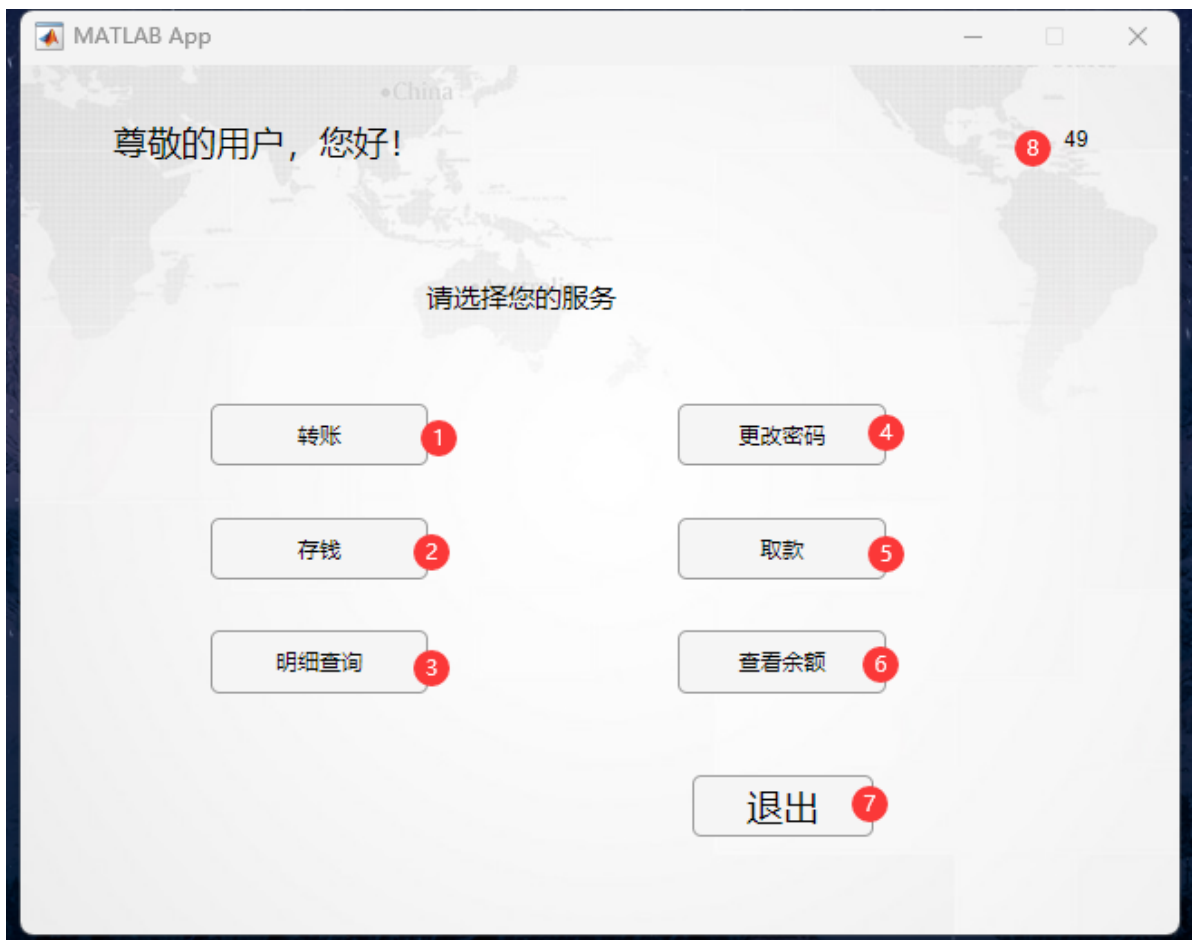 MATLAB App
•China
尊敬的用户，您好！
8 49
请选择您的服务
转账 1 更改密码 4
存钱 2 取款 5
明细查询 3 查看余额 6
退出 7